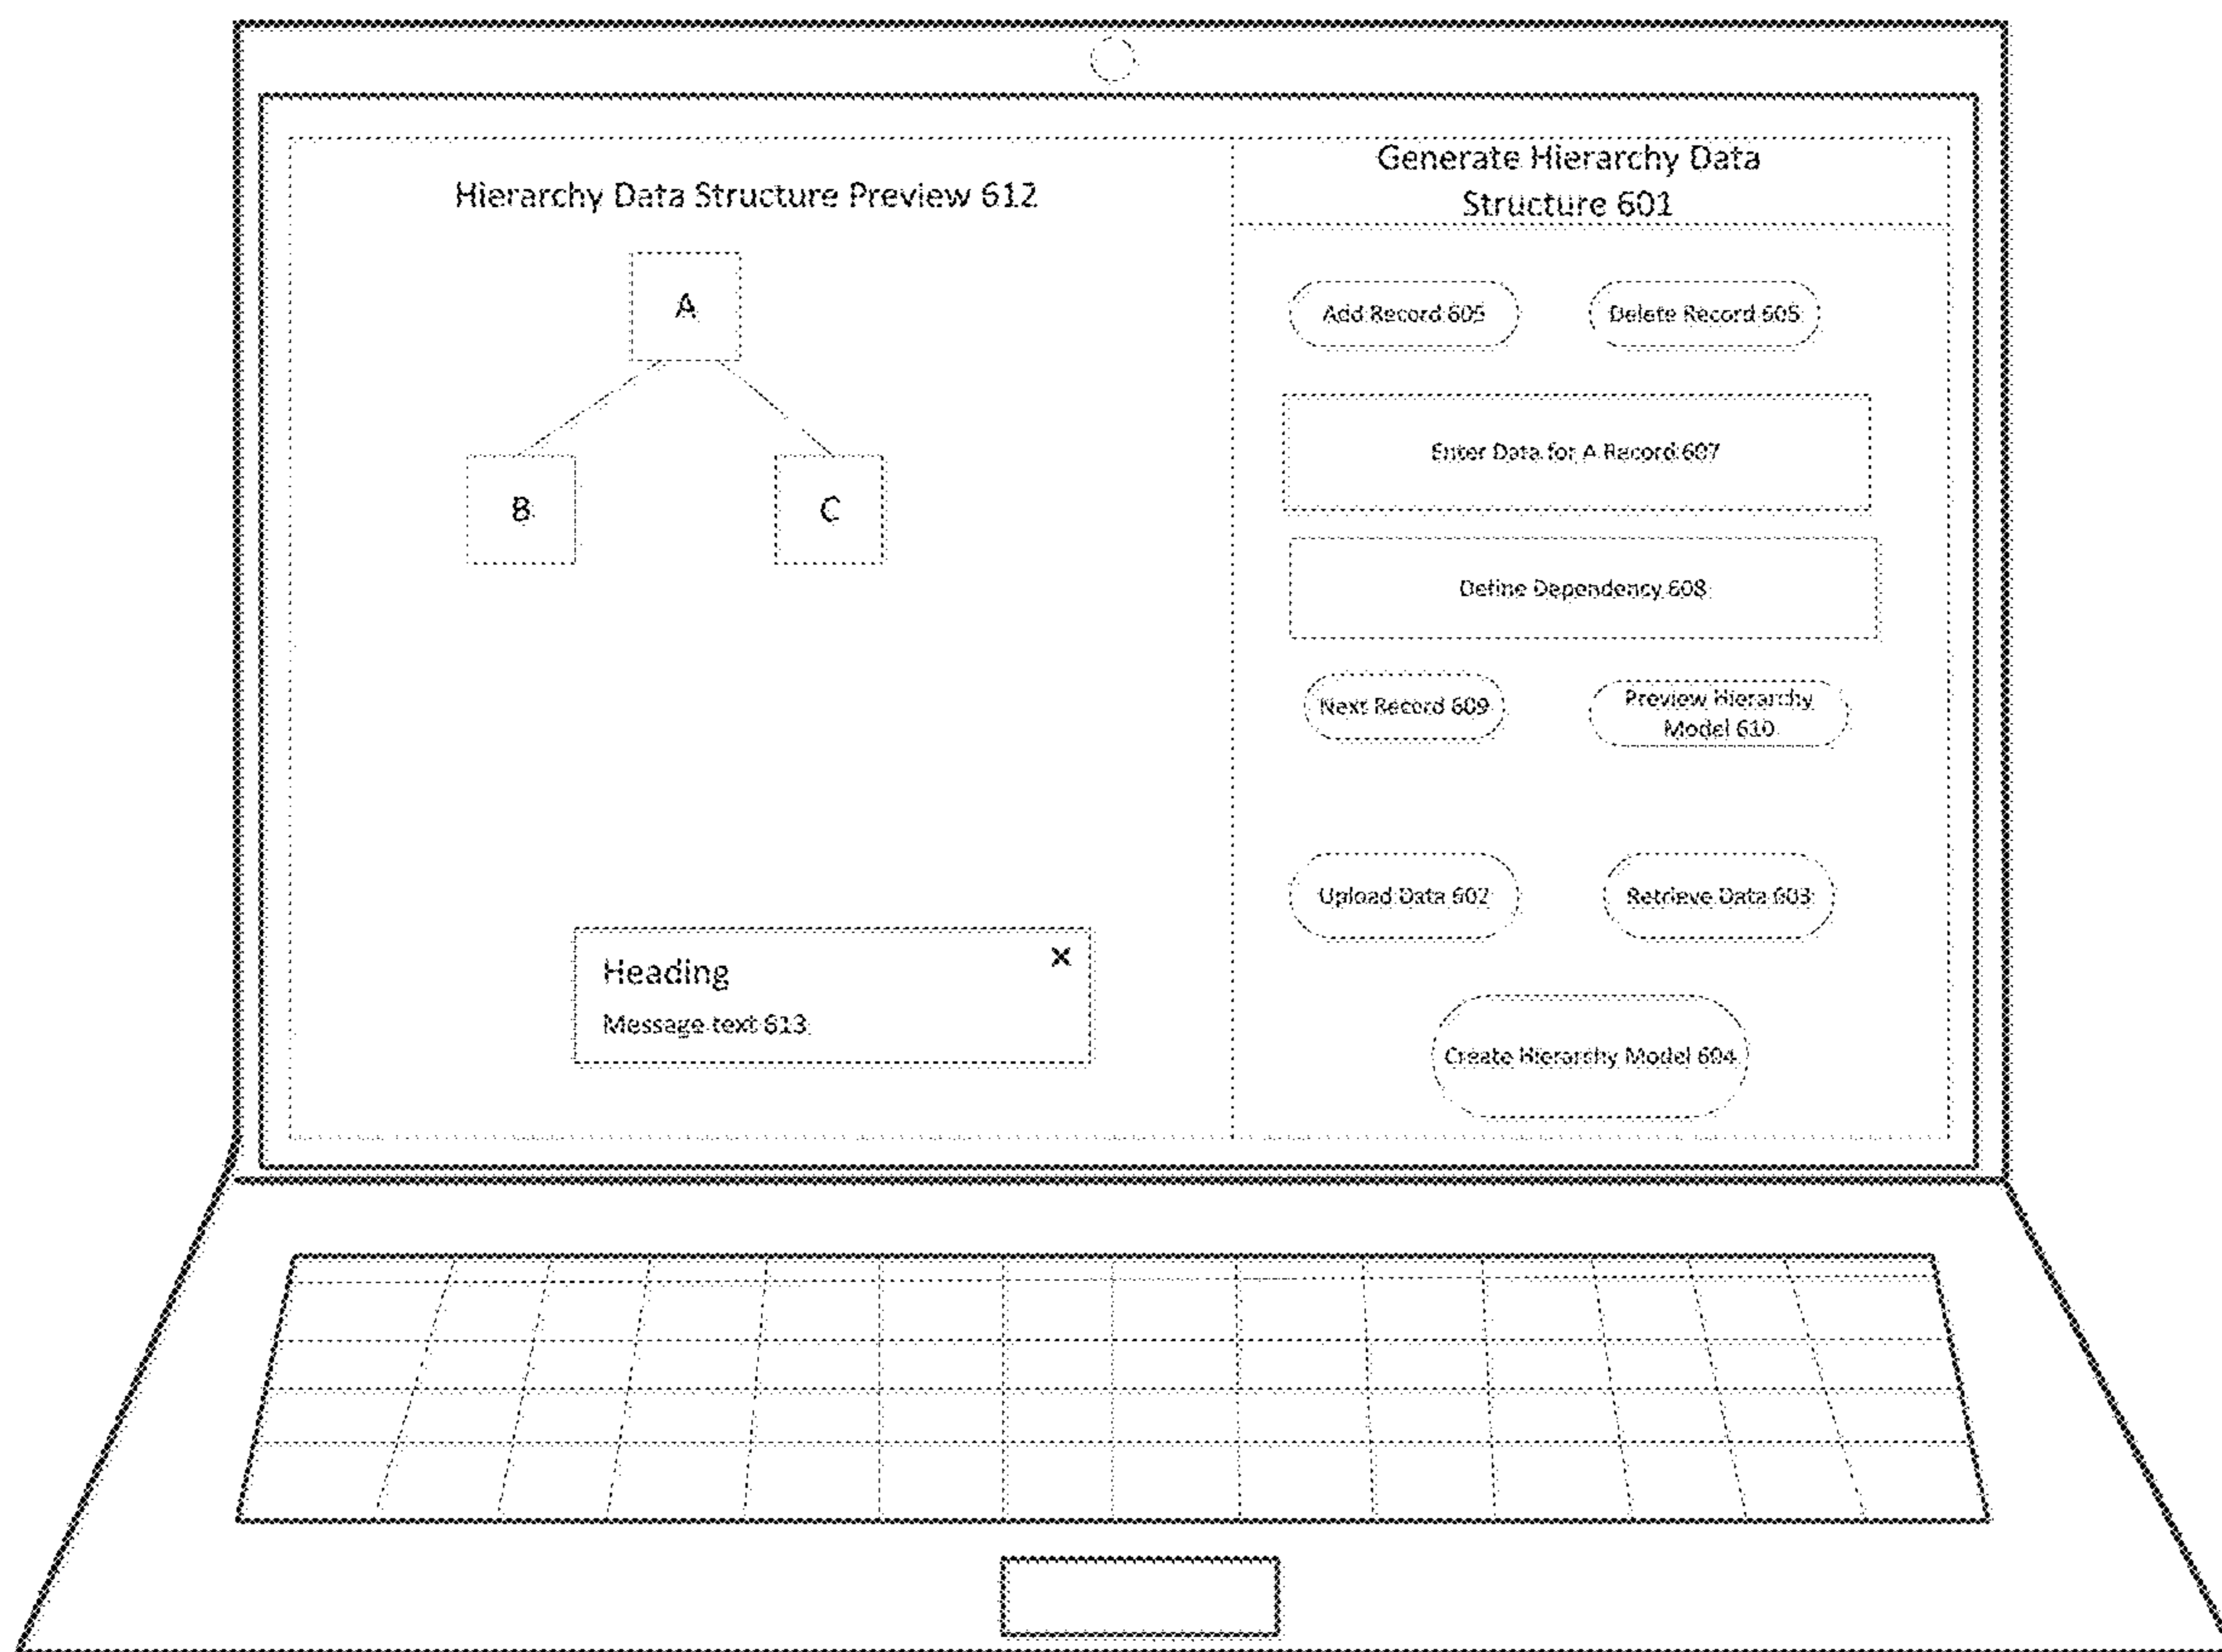 Hierarchy Data Structure Preview 612
A
B
C
Heading
×
Message text 613
Generate Hierarchy Data
Structure 601
Add Record 605
Delete Record 605
Enter Data for A Record 607
Define Dependency 608
Next Record 609
Preview Hierarchy
Model 610
Upload Data 602
Retrieve Data 603
Create Hierarchy Model 604